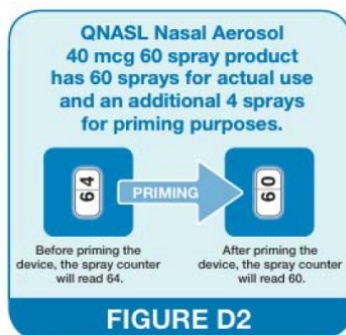 QNASL Nasal Aerosol
40 mcg 60 spray product
has 60 sprays for actual use
and an additional 4 sprays
for priming purposes.
64
PRIMING
60
Before priming the
device, the spray counter
will read 64.
After priming the
device, the spray counter
will read 60.
FIGURE D2